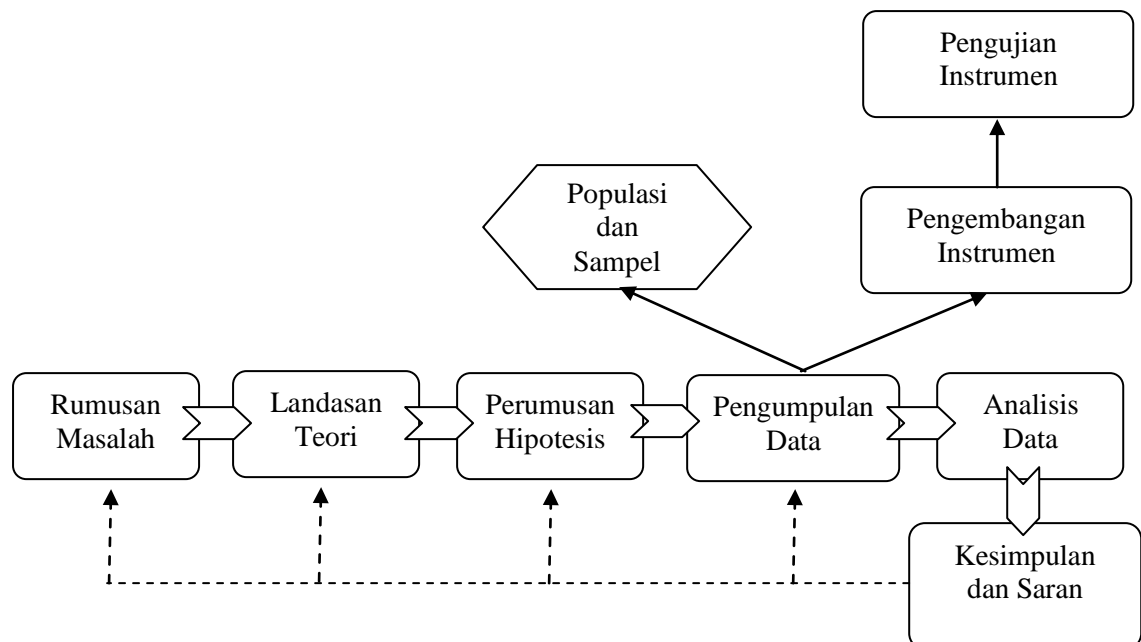 Pengujian
Instrumen
Populasi
dan
Sampel
Pengembangan
Instrumen
Rumusan
Masalah
Landasan
Teori
Perumusan
Hipotesis
Pengumpulan
Data
Analisis
Data
Kesimpulan
dan Saran